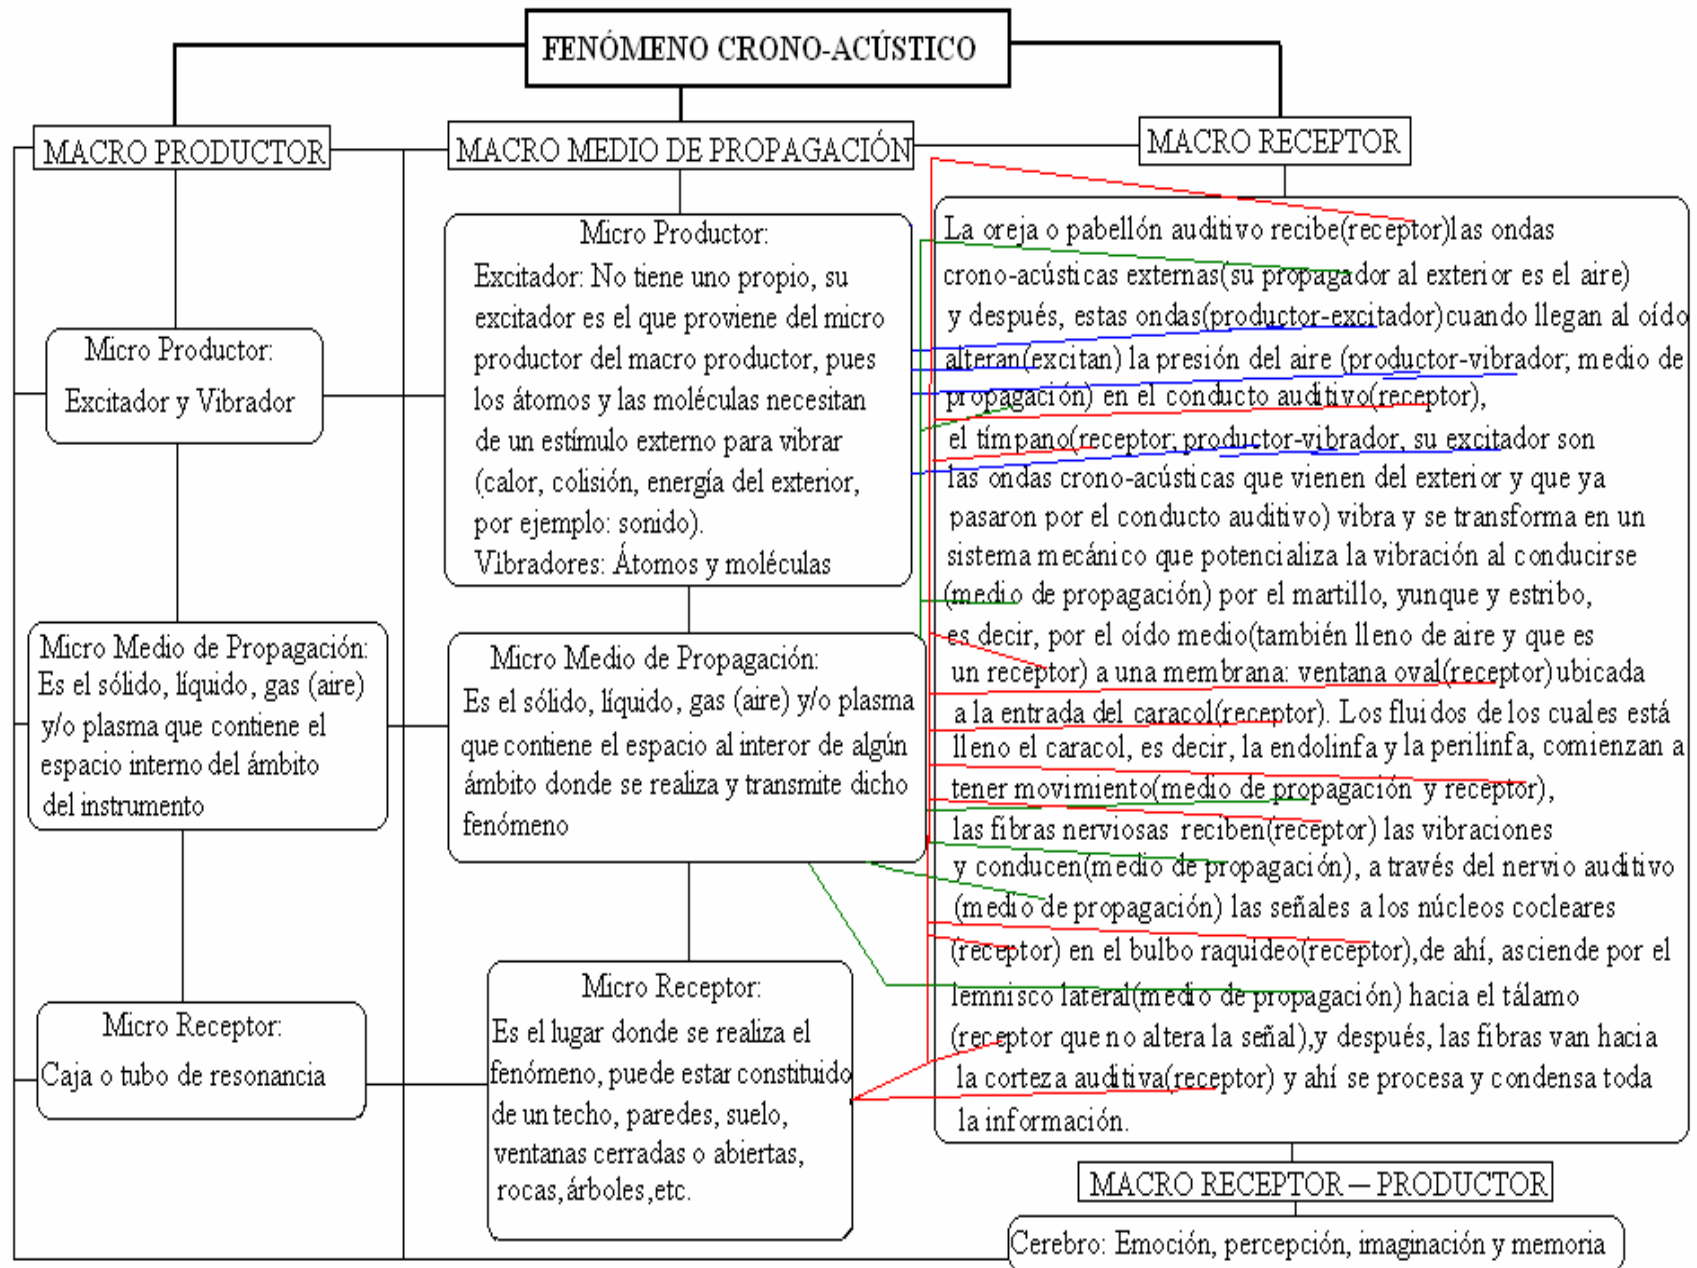 FENÓMENO CRONO-ACÚSTICO
MACRO PRODUCTOR
Micro Productor:
Excitador y Vibrador
Micro Medio de Propagación:
Es el sólido, líquido, gas (aire)
y/o plasma que contiene el
espacio interno del ámbito
del instrumento
Micro Receptor:
Caja o tubo de resonancia
MACRO MEDIO DE PROPAGACIÓN
Micro Productor:
Excitador: No tiene uno propio, su
excitador es el que proviene del micro
productor del macro productor, pues
los átomos y las moléculas necesitan
de un estímulo externo para vibrar
(calor, colisión, energía del exterior,
por ejemplo: sonido).
Vibradores: Átomos y moléculas
Micro Medio de Propagación:
Es el sólido, líquido, gas (aire) y/o plasma
que contiene el espacio al interor de algún
ámbito donde se realiza y transmite dicho
fenómeno
Micro Receptor:
Es el lugar donde se realiza el
fenómeno, puede estar constituido
de un techo, paredes, suelo,
ventanas cerradas o abiertas,
rocas, árboles, etc.
MACRO RECEPTOR
La oreja o pabellón auditivo recibe(receptor)las ondas
crono-acústicas externas(su propagador al exterior es el aire)
y después, estas ondas(productor-excitador)cuando llegan al oído
alteran(excitan) la presión del aire (productor-vibrador; medio de
propagación) en el conducto auditivo(receptor),
el tímpano(receptor; productor-vibrador, su excitador son
las ondas crono-acústicas que vienen del exterior y que ya
pasaron por el conducto auditivo) vibra y se transforma en un
sistema mecánico que potencializa la vibración al conducirse
(medio de propagación) por el martillo, yunque y estribo,
es decir, por el oído medio(también lleno de aire y que es
un receptor) a una membrana: ventana oval(receptor)ubicada
a la entrada del caracol(receptor). Los fluidos de los cuales está
lleno el caracol, es decir, la endolinfa y la perilinfa, comienzan a
tener movimiento(medio de propagación y receptor),
las fibras nerviosas reciben(receptor) las vibraciones
y conducen(medio de propagación), a través del nervio auditivo
(medio de propagación) las señales a los núcleos cocleares
(receptor) en el bulbo raquídeo(receptor),de ahí, asciende por el
lemnisco lateral(medio de propagación) hacia el tálamo
(receptor que no altera la señal),y después, las fibras van hacia
la corteza auditiva(receptor) y ahí se procesa y condensa toda
la información.
MACRO RECEPTOR – PRODUCTOR
Cerebro: Emoción, percepción, imaginación y memoria